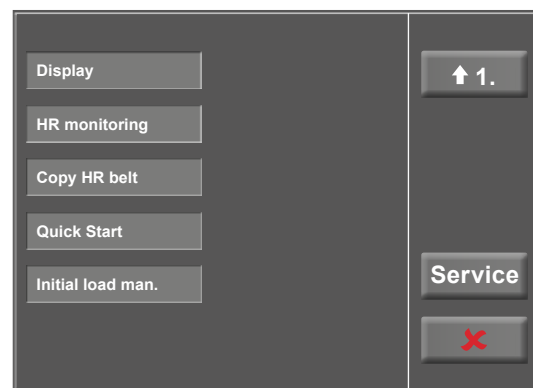 Display
HR monitoring
Copy HR belt
Quick Start
Initial load man.
1.
Service